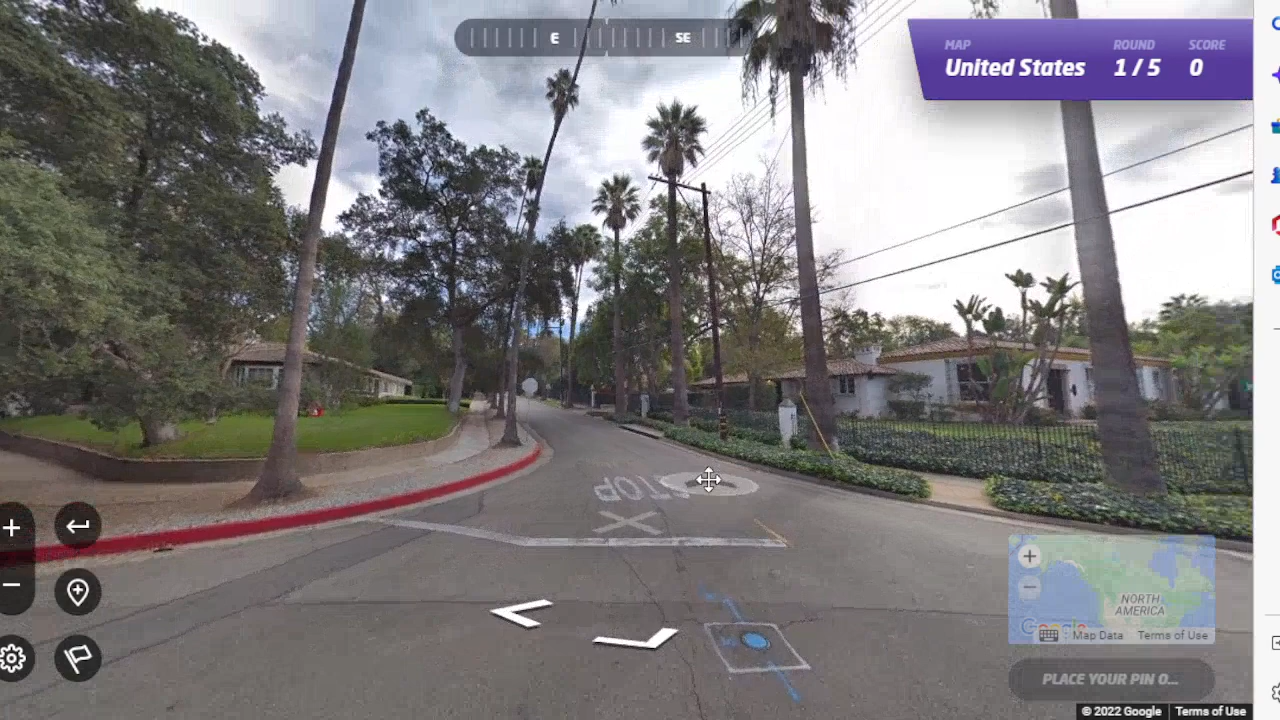 E SE
MAP ROUND SCORE
United States 1 / 5 0
STOP
NORTH
AMERICA
Google
Map Data Terms of Use
PLACE YOUR PIN O...
© 2022 Google Terms of Use